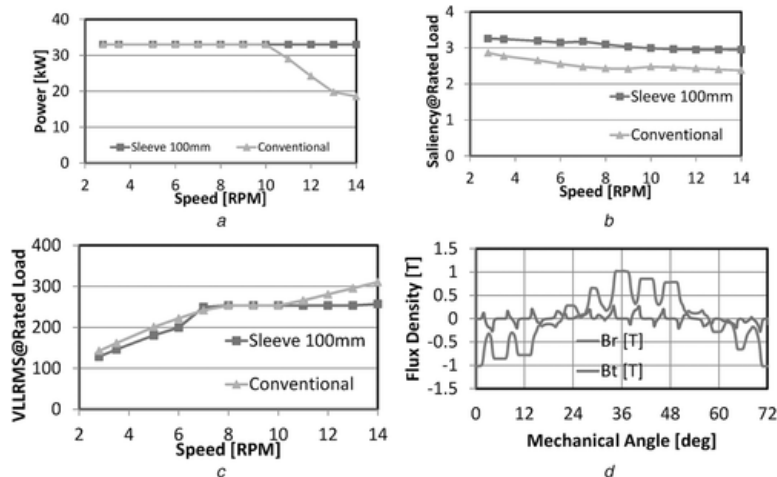 Power [kW]
40
30
20
10
0
Sleeve 100mm
Conventional
2 4 6 8 10 12 14
Speed [RPM]
a
Saliency@Rated Load
4
3
2
1
0
Sleeve 100mm
Conventional
2 4 6 8 10 12 14
Speed [RPM]
b
VLLRMS@Rated Load
400
300
200
100
0
Sleeve 100mm
Conventional
2 4 6 8 10 12 14
Speed [RPM]
c
Flux Density [T]
1.5
1
0.5
0
-0.5
-1
-1.5
Br [T]
Bt [T]
0 12 24 36 48 60 72
Mechanical Angle [deg]
d